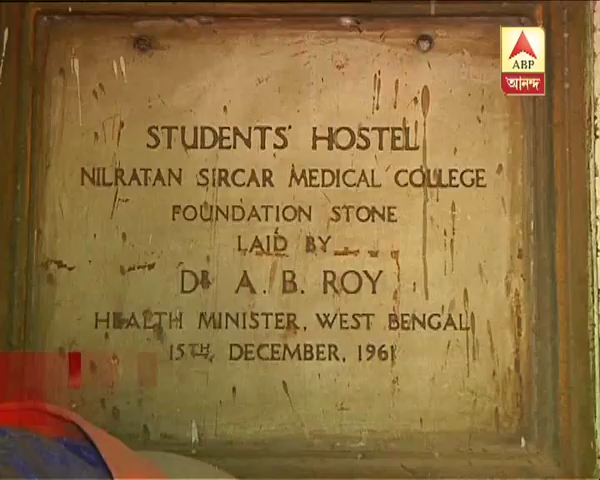 ABP
আনন্দ
STUDENTS' HOSTEL
NILRATAN SIRCAR MEDICAL COLLEGE
FOUNDATION STONE
LAID BY
DR A. B. ROY
HEALTH MINISTER, WEST BENGAL
15TH DECEMBER, 1961